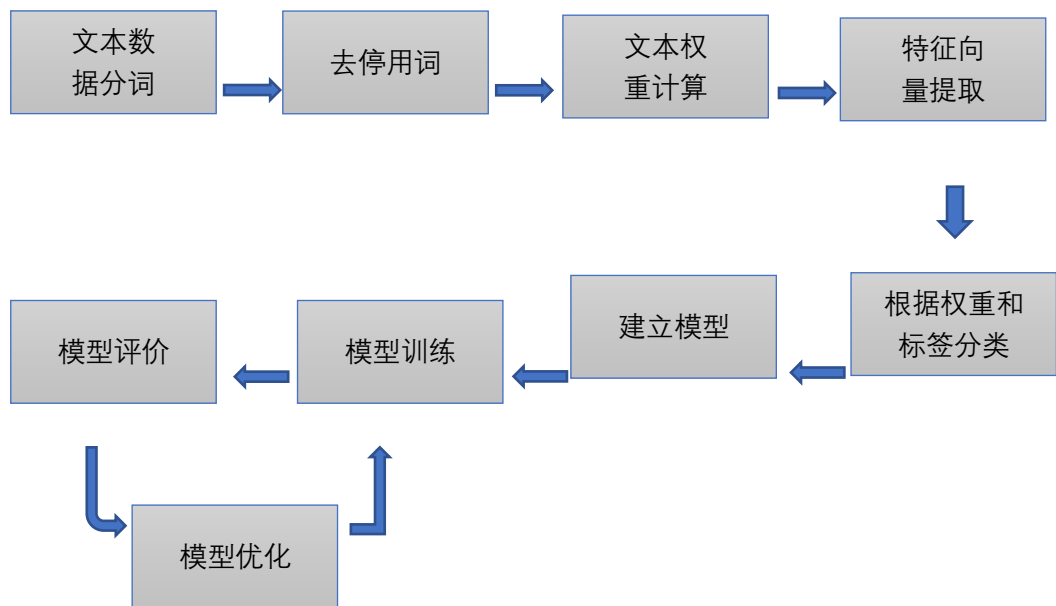 文本数
据分词
去停用词
文本权
重计算
特征向
量提取
根据权重和
标签分类
建立模型
模型训练
模型评价
模型优化